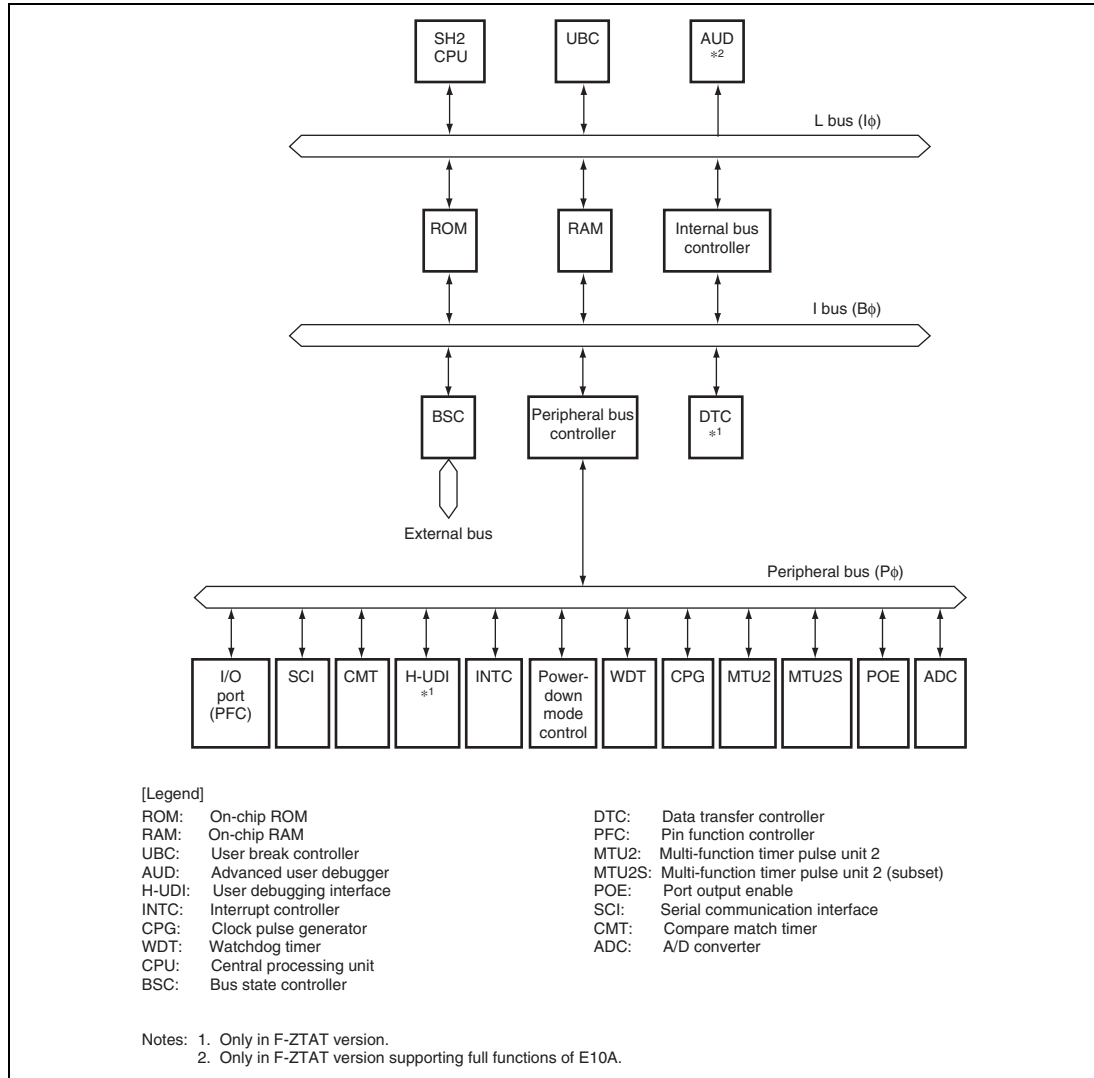 SH2
CPU
UBC
AUD
*2
L bus (Iφ)
ROM
RAM
Internal bus
controller
I bus (Bφ)
BSC
Peripheral bus
controller
DTC
*1
External bus
Peripheral bus (Pφ)
I/O
port
(PFC)
SCI
CMT
H-UDI
*1
INTC
Power-
down
mode
control
WDT
CPG
MTU2
MTU2S
POE
ADC
[Legend]
ROM: On-chip ROM
RAM: On-chip RAM
UBC: User break controller
AUD: Advanced user debugger
H-UDI: User debugging interface
INTC: Interrupt controller
CPG: Clock pulse generator
WDT: Watchdog timer
CPU: Central processing unit
BSC: Bus state controller
DTC: Data transfer controller
PFC: Pin function controller
MTU2: Multi-function timer pulse unit 2
MTU2S: Multi-function timer pulse unit 2 (subset)
POE: Port output enable
SCI: Serial communication interface
CMT: Compare match timer
ADC: A/D converter
Notes: 1. Only in F-ZTAT version.
2. Only in F-ZTAT version supporting full functions of E10A.